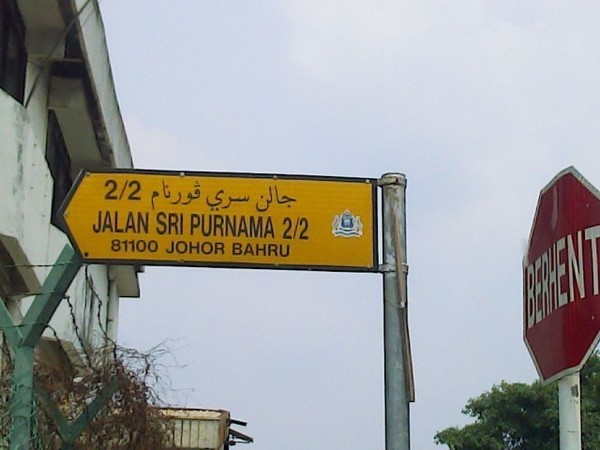 جالن سري ڤورنام 2/2
JALAN SRI PURNAMA 2/2
81100 JOHOR BAHRU
BERHENT